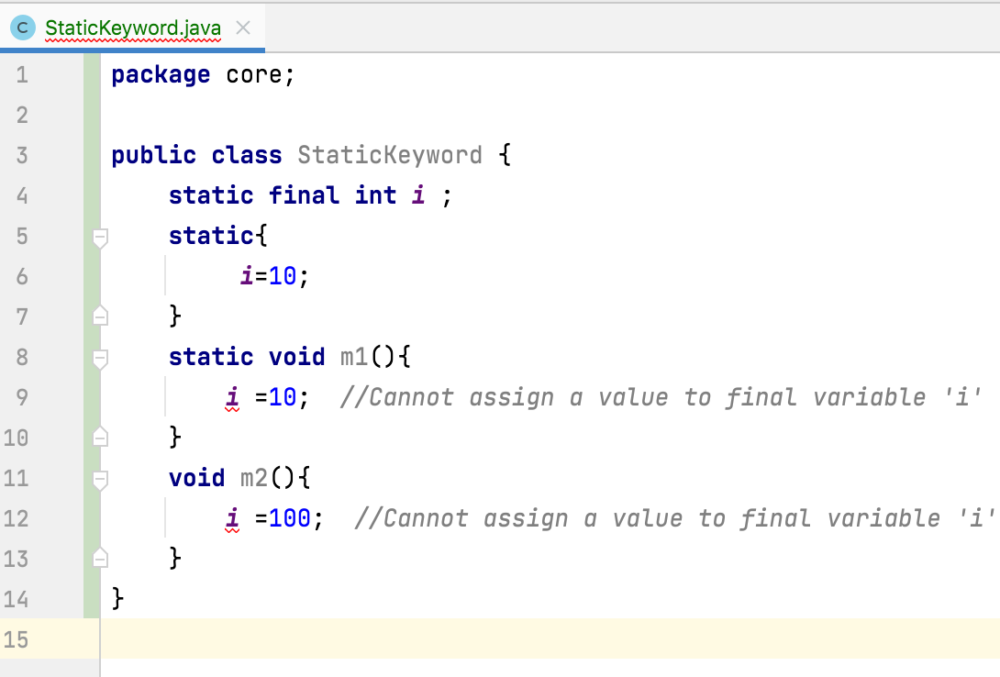 C StaticKeyword.java
1 package core;
2
3 public class StaticKeyword {
4 static final int i ;
5 static{
6 i=10;
7 }
8 static void m1(){
9 i =10; //Cannot assign a value to final variable 'i'
10 }
11 void m2(){
12 i =100; //Cannot assign a value to final variable 'i'
13 }
14 }
15